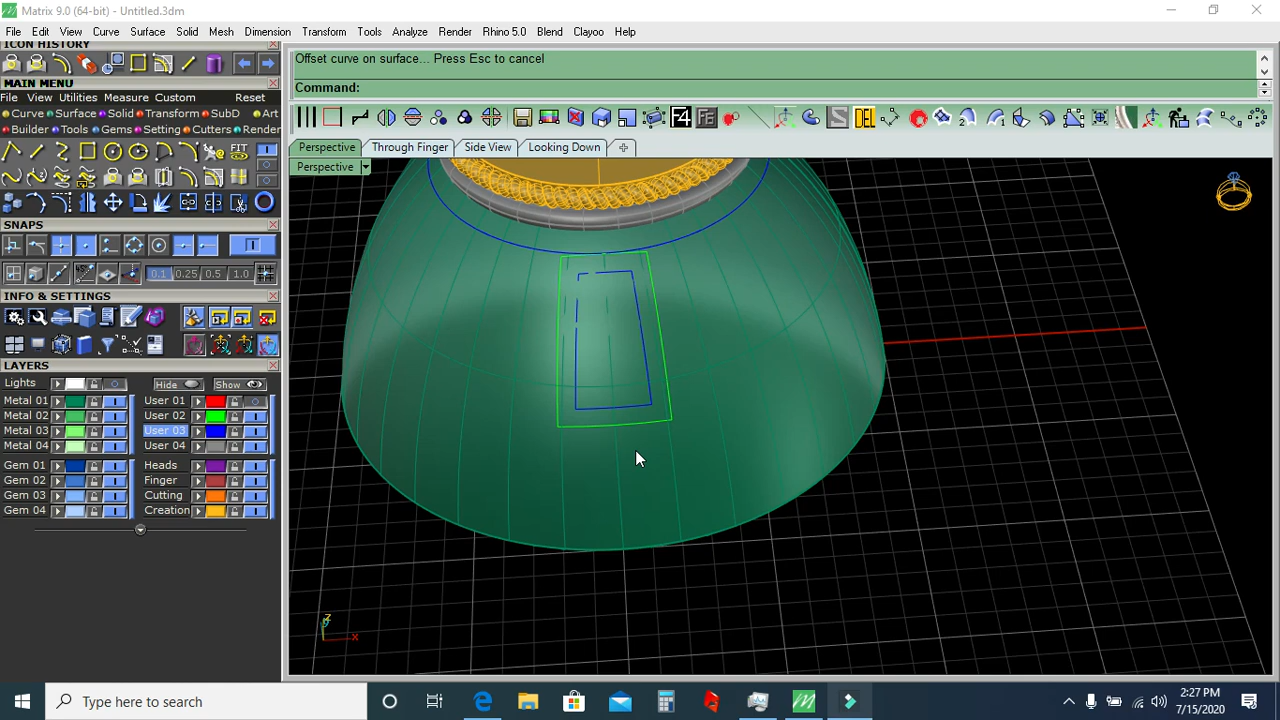 Matrix 9.0 (64-bit) - Untitled.3dm
File Edit View Curve Surface Solid Mesh Dimension Transform Tools Analyze Render Rhino 5.0 Blend Clayoo Help
ICON HISTORY
Offset curve on surface... Press Esc to cancel
Command:
MAIN MENU
File View Utilities Measure Custom Reset
Curve Surface Solid Transform SubD Art
Builder Tools Gems Setting Cutters Render
F4
DEL
FIT
Perspective Through Finger Side View Looking Down
Perspective
SNAPS
0.1 0.25 0.5 1.0
INFO & SETTINGS
LAYERS
Lights Hide Show
Metal 01 User 01
Metal 02 User 02
Metal 03 User 03
Metal 04 User 04
Gem 01 Heads
Gem 02 Finger
Gem 03 Cutting
Gem 04 Creation
z
x
Type here to search
2:27 PM
7/15/2020